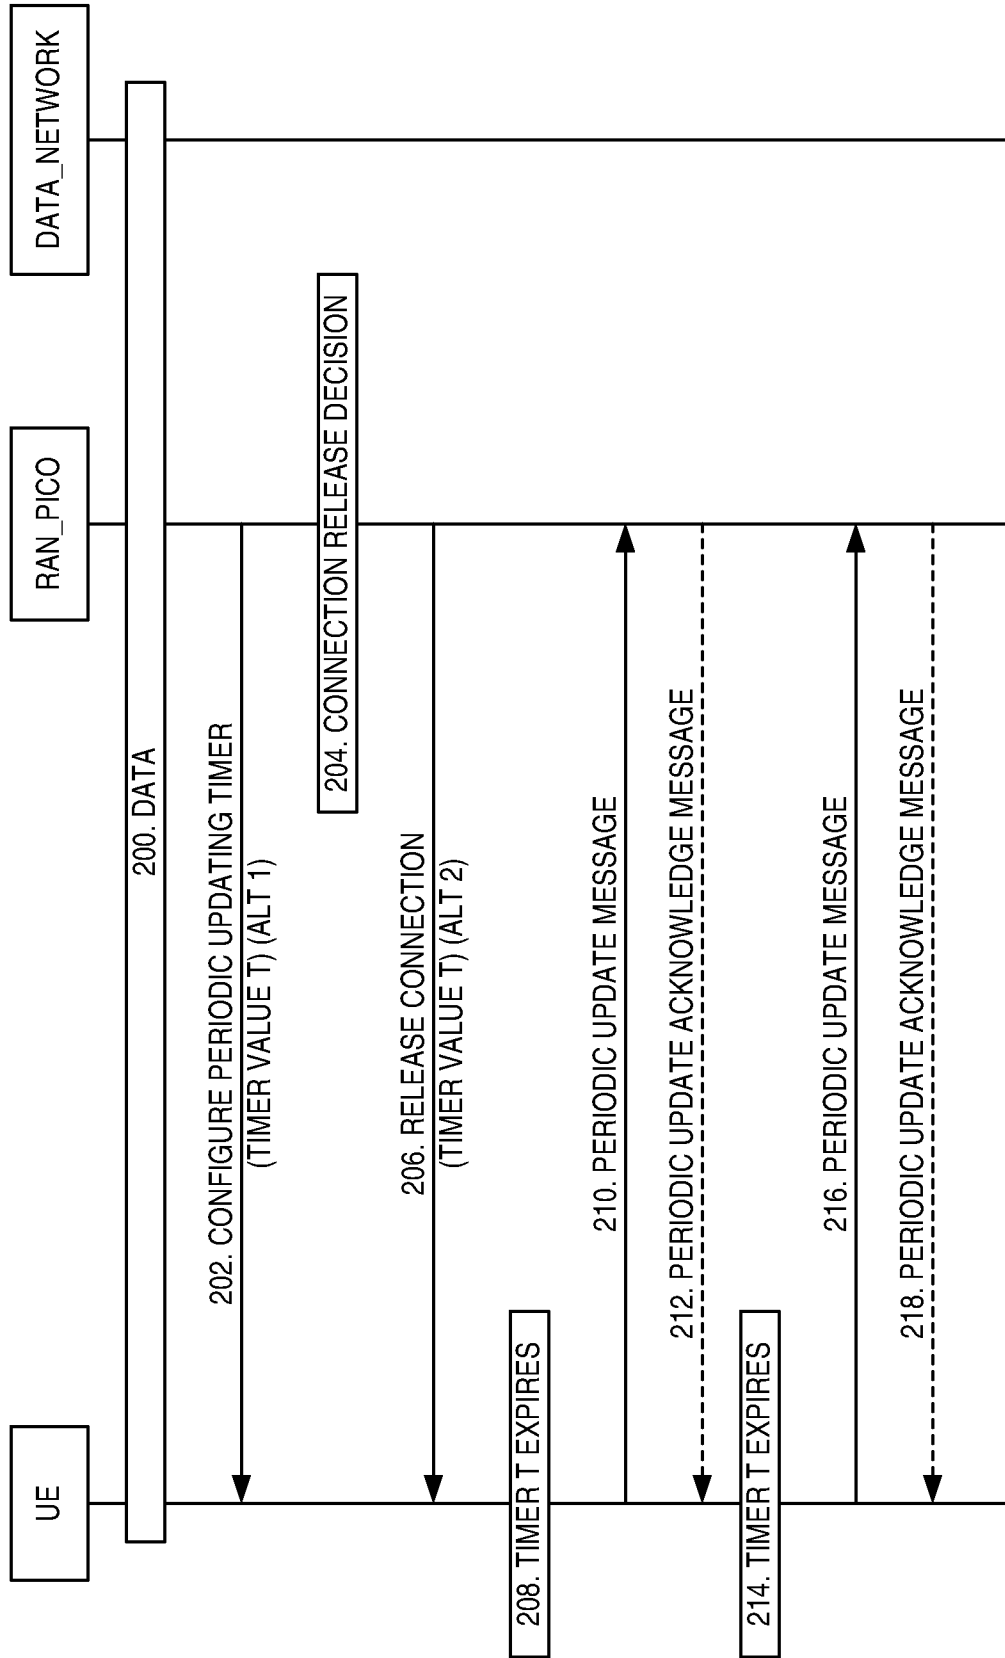 UE
RAN_PICO
DATA_NETWORK
200. DATA
202. CONFIGURE PERIODIC UPDATING TIMER
(TIMER VALUE T) (ALT 1)
204. CONNECTION RELEASE DECISION
206. RELEASE CONNECTION
(TIMER VALUE T) (ALT 2)
208. TIMER T EXPIRES
210. PERIODIC UPDATE MESSAGE
212. PERIODIC UPDATE ACKNOWLEDGE MESSAGE
214. TIMER T EXPIRES
216. PERIODIC UPDATE MESSAGE
218. PERIODIC UPDATE ACKNOWLEDGE MESSAGE